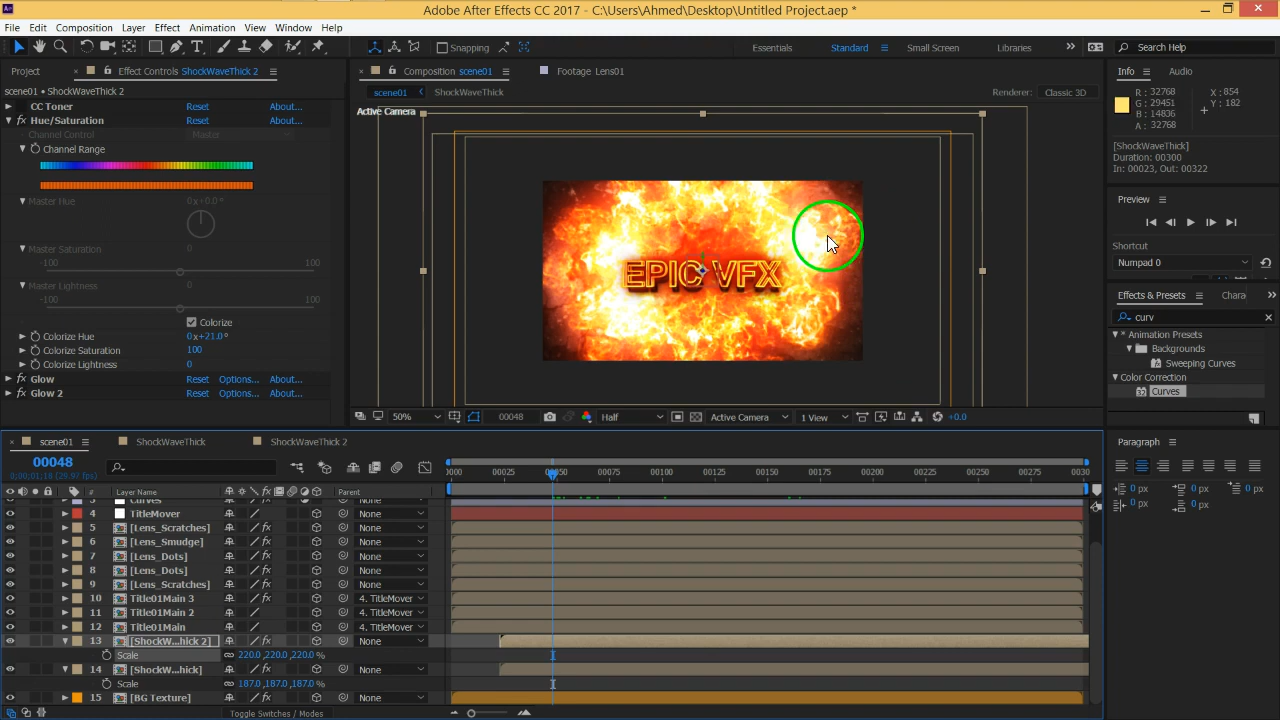 Adobe After Effects CC 2017 - C:\Users\Ahmed\Desktop\Untitled Project.aep *
File Edit Composition Layer Effect Animation View Window Help
Snapping Essentials Standard Small Screen Libraries Search Help
Project Effect Controls ShockWaveThick 2
scene01 • ShockWaveThick 2
CC Toner Reset About...
Hue/Saturation Reset About...
Channel Control Master
Channel Range
Master Hue 0x+0.0°
Master Saturation 0
-100 100
Master Lightness 0
-100 100
Colorize
Colorize Hue 0x+21.0°
Colorize Saturation 100
Colorize Lightness 0
Glow Reset Options... About...
Glow 2 Reset Options... About...
Composition scene01 Footage Lens01
scene01 ShockWaveThick Renderer: Classic 3D
Active Camera
EPIC VFX
50% 00048 Half Active Camera 1 View +0.0
Info Audio
R: 32768 X: 854
G: 29451 Y: 182
B: 14836
A: 32768
[ShockWaveThick]
Duration: 00300
In: 00023, Out: 00322
Preview
Shortcut
Numpad 0
Effects & Presets Chara
curv
* Animation Presets
Backgrounds
Sweeping Curves
Color Correction
Curves
Paragraph
0 px 0 px 0 px
0 px 0 px
scene01 ShockWaveThick ShockWaveThick 2
00048
0;00;01;18 (29.97 fps)
# Layer Name Parent
0000 00025 00050 00075 00100 00125 00150 00175 00200 00225 00250 00275 0030
Curves None
4 TitleMover None
5 [Lens_Scratches] None
6 [Lens_Smudge] None
7 [Lens_Dots] None
8 [Lens_Dots] None
9 [Lens_Scratches] None
10 Title01Main 3 4. TitleMover
11 Title01Main 2 4. TitleMover
12 Title01Main 4. TitleMover
13 [ShockW...hick 2] None
Scale 220.0,220.0,220.0 %
14 [ShockW...hick] None
Scale 187.0,187.0,187.0 %
15 [BG Texture] None
Toggle Switches / Modes